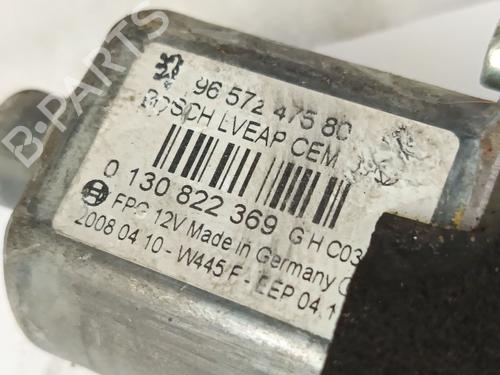 B-PARTS
96 572 475 80
BOSCH LVEAP CEM
0 130 822 369 G H C03
FPG 12V Made in Germany
2008 04 10 - W445 F - EEP 04.1